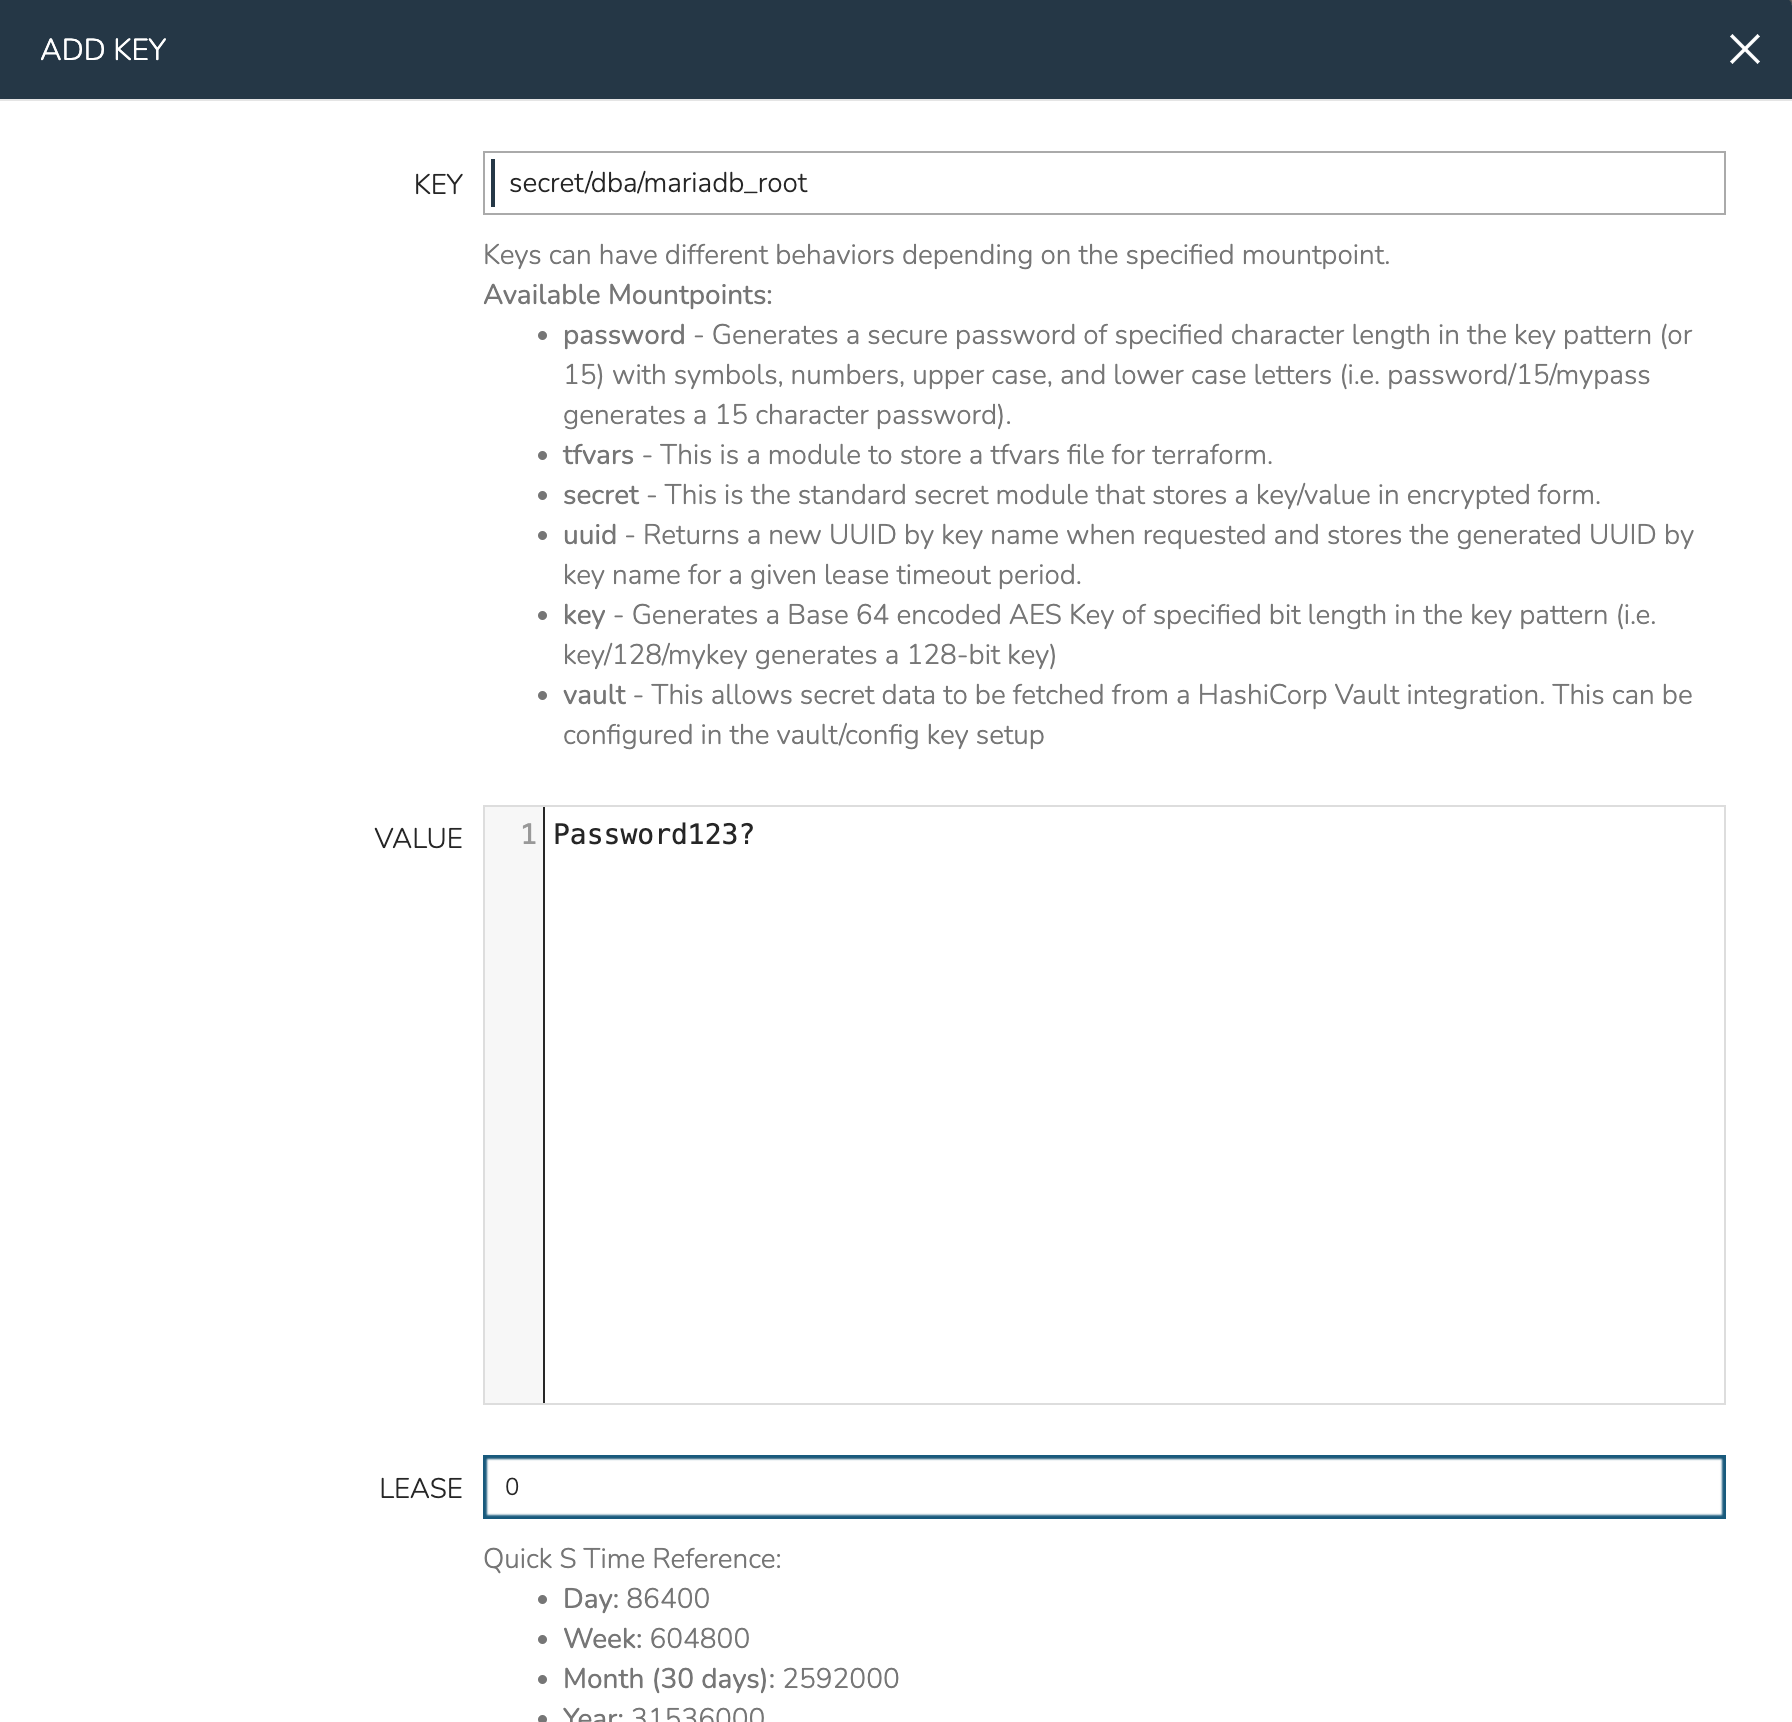 ADD KEY
KEY
secret/dba/mariadb_root
Keys can have different behaviors depending on the specified mountpoint.
Available Mountpoints:
• password - Generates a secure password of specified character length in the key pattern (or
15) with symbols, numbers, upper case, and lower case letters (i.e. password/15/mypass
generates a 15 character password).
• tfvars - This is a module to store a tfvars file for terraform.
• secret - This is the standard secret module that stores a key/value in encrypted form.
• uuid - Returns a new UUID by key name when requested and stores the generated UUID by
key name for a given lease timeout period.
• key - Generates a Base 64 encoded AES Key of specified bit length in the key pattern (i.e.
key/128/mykey generates a 128-bit key)
• vault - This allows secret data to be fetched from a HashiCorp Vault integration. This can be
configured in the vault/config key setup
VALUE
1 Password123?
LEASE
0
Quick S Time Reference:
• Day: 86400
• Week: 604800
• Month (30 days): 2592000
• Year: 31536000